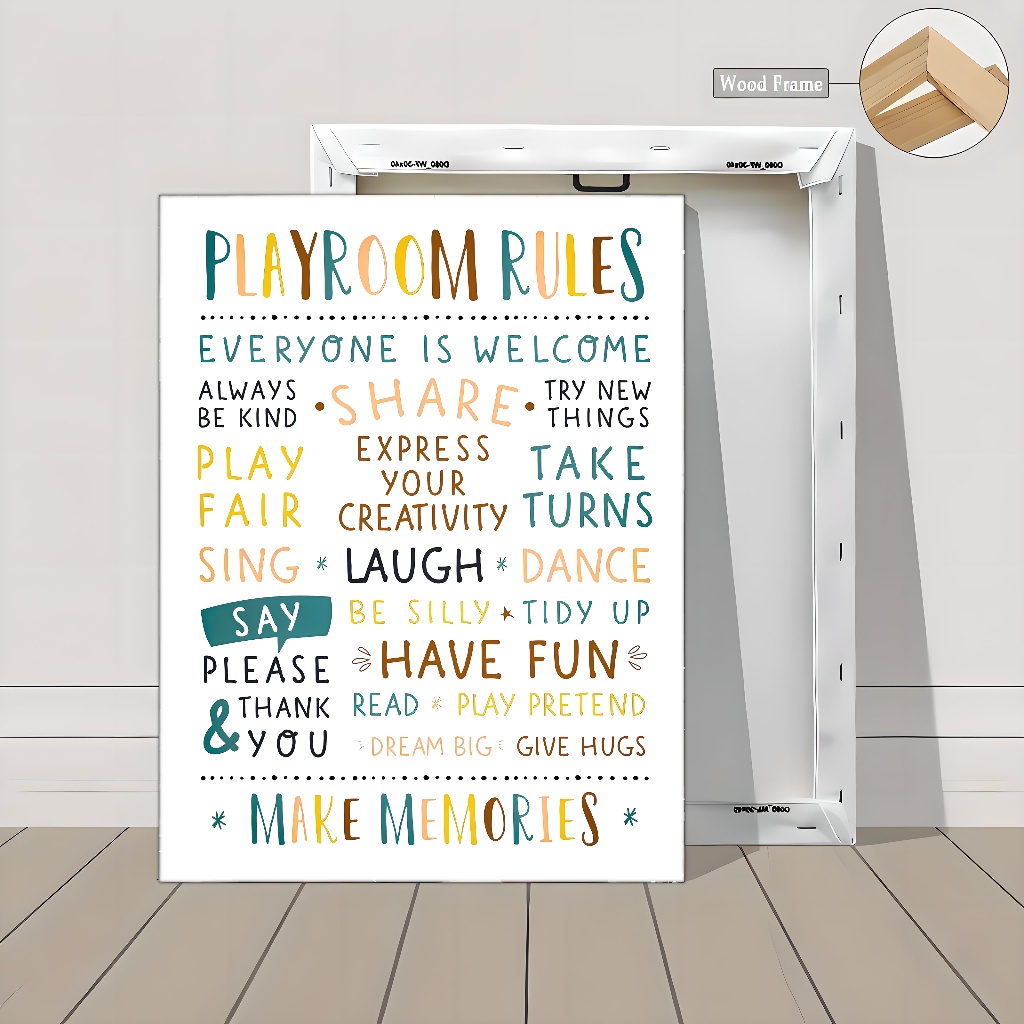 Wood Frame
PLAYROOM RULES
EVERYONE IS WELCOME
ALWAYS
BE KIND
SHARE
TRY NEW
THINGS
PLAY
FAIR
EXPRESS
YOUR
CREATIVITY
TAKE
TURNS
SING * LAUGH * DANCE
SAY
PLEASE
& THANK
YOU
BE SILLY ★ TIDY UP
HAVE FUN
READ * PLAY PRETEND
DREAM BIG GIVE HUGS
* MAKE MEMORIES *